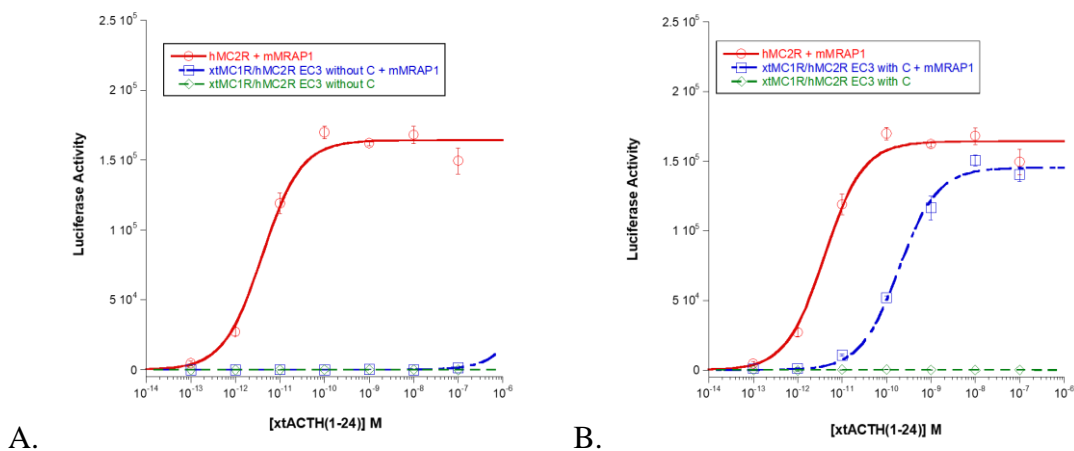 2.5 10⁵
2 10⁵
1.5 10⁵
1 10⁵
5 10⁴
0
Luciferase Activity
hMC2R + mMRAP1
xtMC1R/hMC2R EC3 without C + mMRAP1
xtMC1R/hMC2R EC3 without C
10⁻¹⁴ 10⁻¹³ 10⁻¹² 10⁻¹¹ 10⁻¹⁰ 10⁻⁹ 10⁻⁸ 10⁻⁷ 10⁻⁶
[xtACTH(1-24)] M
A.
2.5 10⁵
2 10⁵
1.5 10⁵
1 10⁵
5 10⁴
0
Luciferase Activity
hMC2R + mMRAP1
xtMC1R/hMC2R EC3 with C + mMRAP1
xtMC1R/hMC2R EC3 with C
10⁻¹⁴ 10⁻¹³ 10⁻¹² 10⁻¹¹ 10⁻¹⁰ 10⁻⁹ 10⁻⁸ 10⁻⁷ 10⁻⁶
[xtACTH(1-24)] M
B.